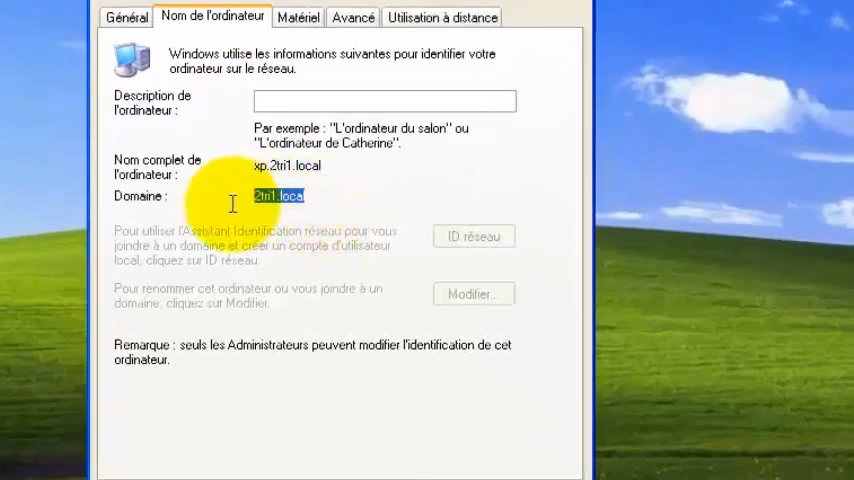 Général Nom de l'ordinateur Matériel Avancé Utilisation à distance
Windows utilise les informations suivantes pour identifier votre
ordinateur sur le réseau.
Description de
l'ordinateur :
Par exemple : "L'ordinateur du salon" ou
"L'ordinateur de Catherine".
Nom complet de
l'ordinateur :
xp.2tri1.local
Domaine :
2tri1.local
Pour utiliser l'Assistant Identification réseau pour vous
joindre à un domaine et créer un compte d'utilisateur
local, cliquez sur ID réseau.
ID réseau
Pour renommer cet ordinateur ou vous joindre à un
domaine, cliquez sur Modifier.
Modifier...
Remarque : seuls les Administrateurs peuvent modifier l'identification de cet
ordinateur.